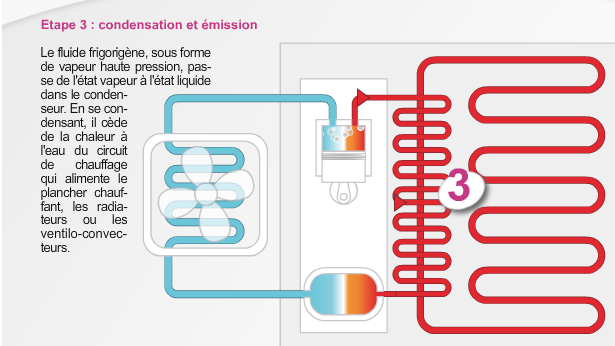 Etape 3 : condensation et émission
Le fluide frigorigène, sous forme
de vapeur haute pression, pas-
se de l'état vapeur à l'état liquide
dans le conden-
seur. En se con-
densant, il cède
de la chaleur à
l'eau du circuit
de chauffage
qui alimente le
plancher chauf-
fant, les radia-
teurs ou les
ventilo-convec-
teurs.
3